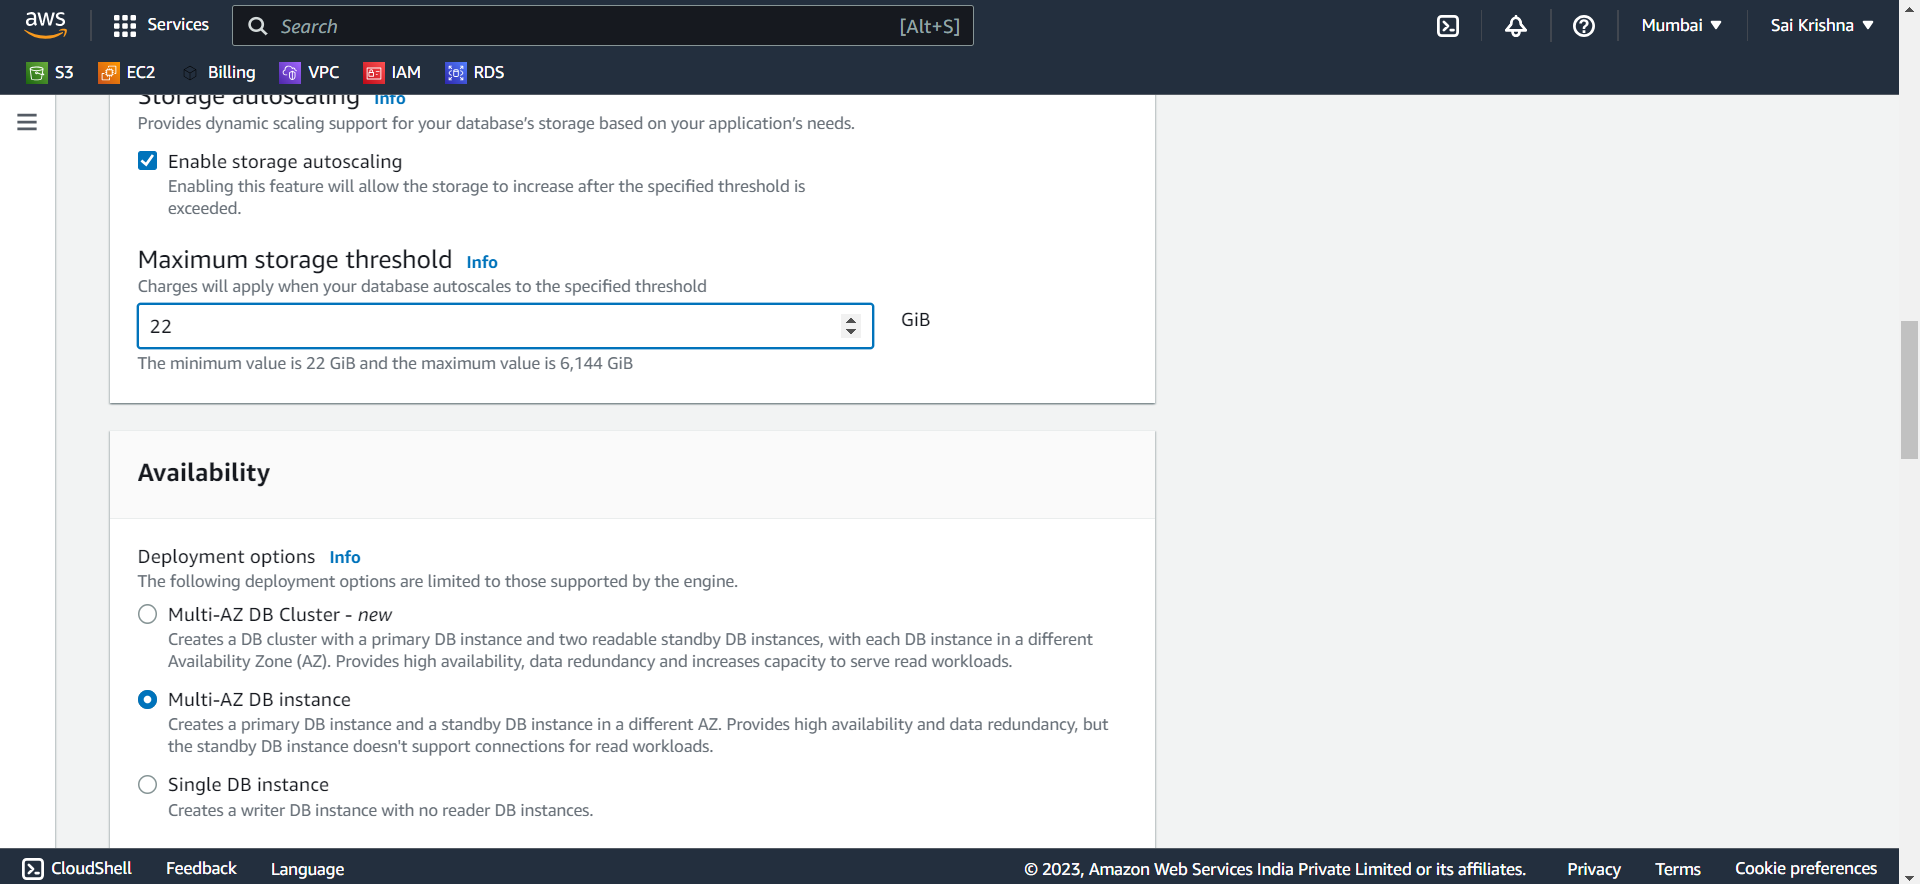 aws
Services
Search
[Alt+S]
Mumbai
Sai Krishna
S3
EC2
Billing
VPC
IAM
RDS
Storage autoscaling Info
Provides dynamic scaling support for your database’s storage based on your application’s needs.
Enable storage autoscaling
Enabling this feature will allow the storage to increase after the specified threshold is
exceeded.
Maximum storage threshold Info
Charges will apply when your database autoscales to the specified threshold
22
GiB
The minimum value is 22 GiB and the maximum value is 6,144 GiB
Availability
Deployment options Info
The following deployment options are limited to those supported by the engine.
Multi-AZ DB Cluster - new
Creates a DB cluster with a primary DB instance and two readable standby DB instances, with each DB instance in a different
Availability Zone (AZ). Provides high availability, data redundancy and increases capacity to serve read workloads.
Multi-AZ DB instance
Creates a primary DB instance and a standby DB instance in a different AZ. Provides high availability and data redundancy, but
the standby DB instance doesn't support connections for read workloads.
Single DB instance
Creates a writer DB instance with no reader DB instances.
CloudShell
Feedback
Language
© 2023, Amazon Web Services India Private Limited or its affiliates.
Privacy
Terms
Cookie preferences